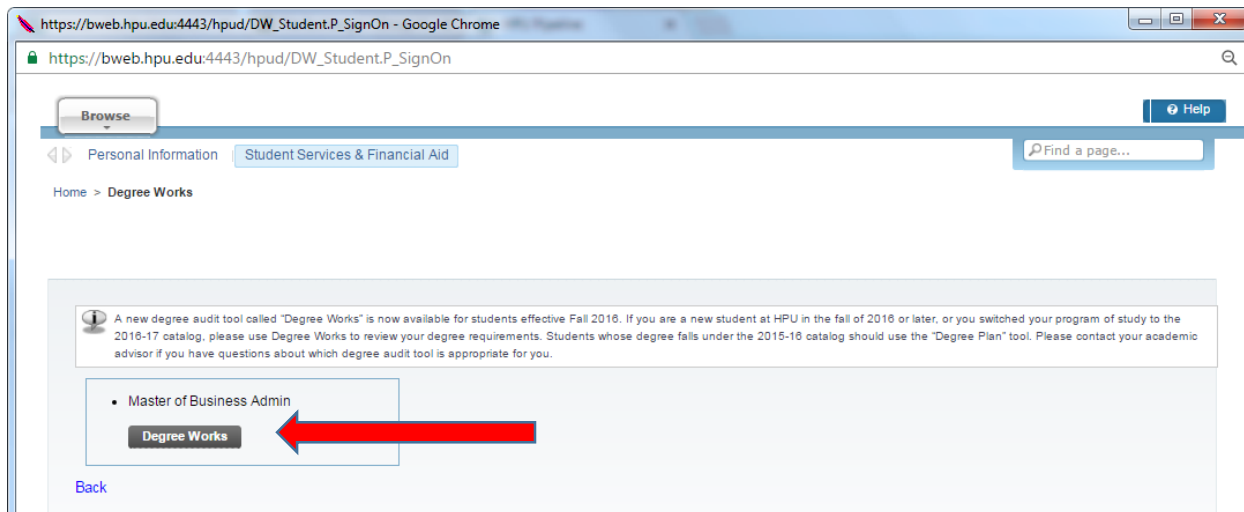 https://bweb.hpu.edu:4443/hpud/DW_Student.P_SignOn - Google Chrome
https://bweb.hpu.edu:4443/hpud/DW_Student.P_SignOn
Browse
Help
Personal Information
Student Services & Financial Aid
Find a page...
Home > Degree Works
A new degree audit tool called "Degree Works" is now available for students effective Fall 2016. If you are a new student at HPU in the fall of 2016 or later, or you switched your program of study to the
2016-17 catalog, please use Degree Works to review your degree requirements. Students whose degree falls under the 2015-16 catalog should use the "Degree Plan" tool. Please contact your academic
advisor if you have questions about which degree audit tool is appropriate for you.
• Master of Business Admin
Degree Works
Back